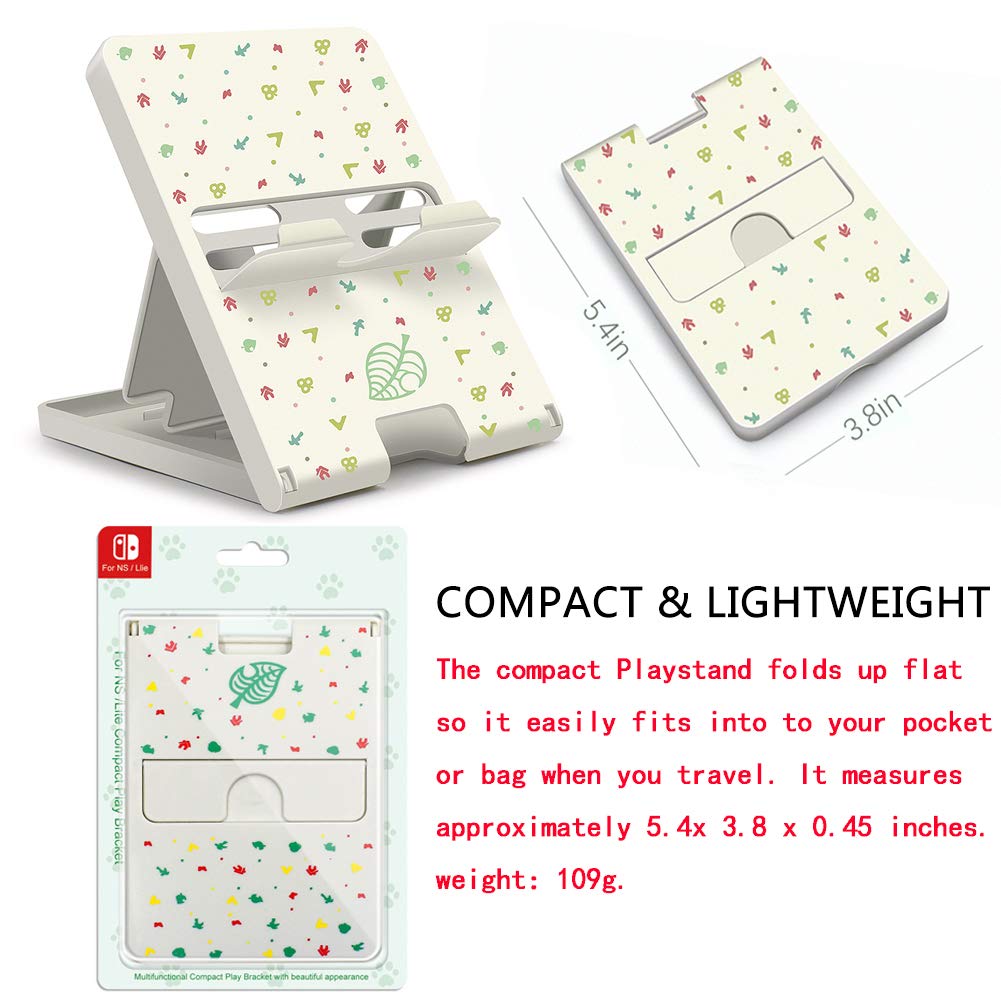 5.4in
3.8in
For NS / Llie
For NS /Lite Compact Play Bracket
Multifunctional Compact Play Bracket with beautiful appearance
COMPACT & LIGHTWEIGHT
The compact Playstand folds up flat
so it easily fits into to your pocket
or bag when you travel. It measures
approximately 5.4x 3.8 x 0.45 inches.
weight: 109g.